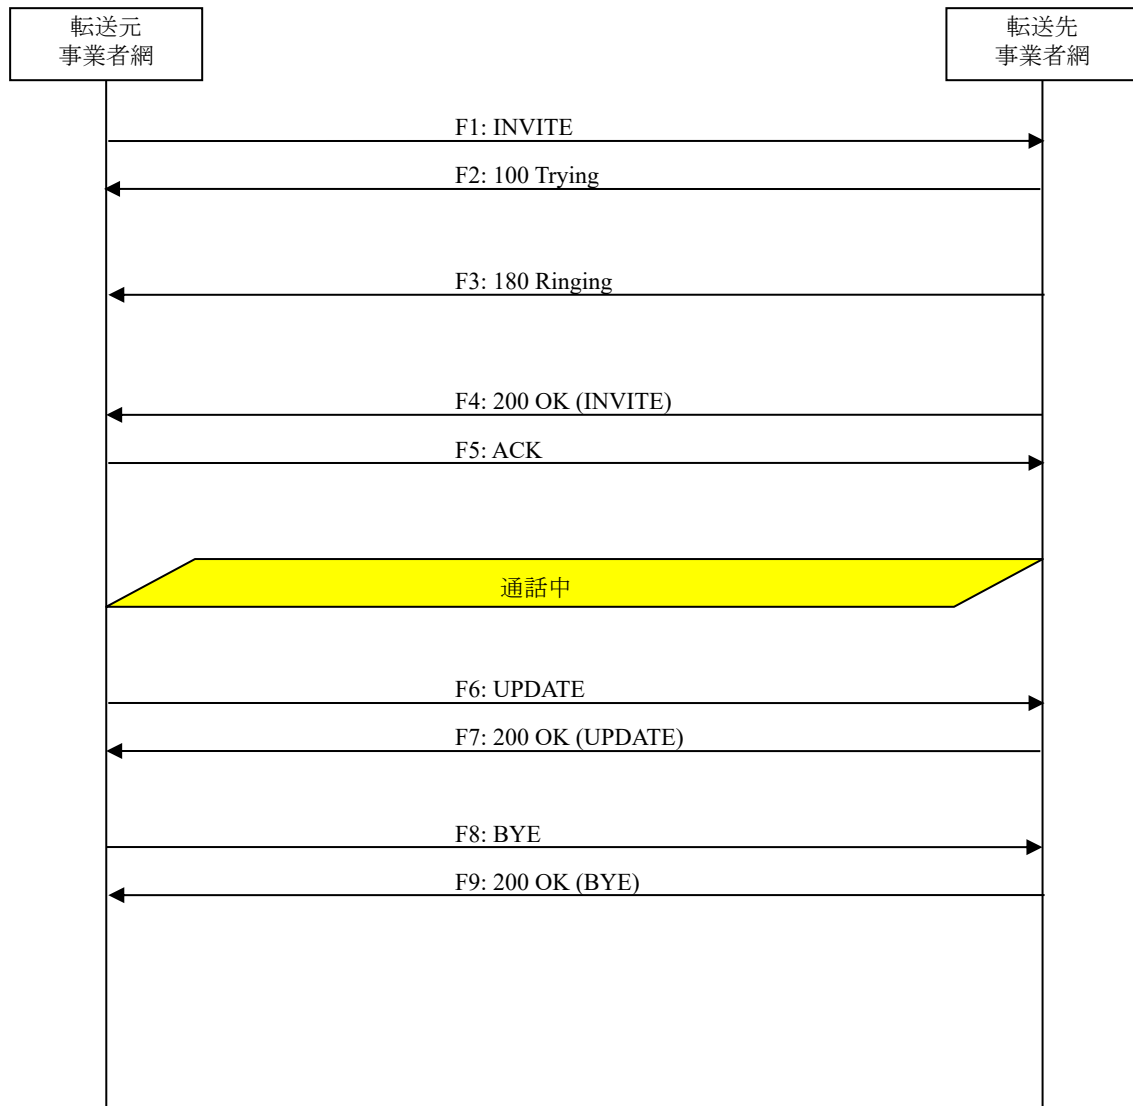 転送元
事業者網
転送先
事業者網
F1: INVITE
F2: 100 Trying
F3: 180 Ringing
F4: 200 OK (INVITE)
F5: ACK
通話中
F6: UPDATE
F7: 200 OK (UPDATE)
F8: BYE
F9: 200 OK (BYE)